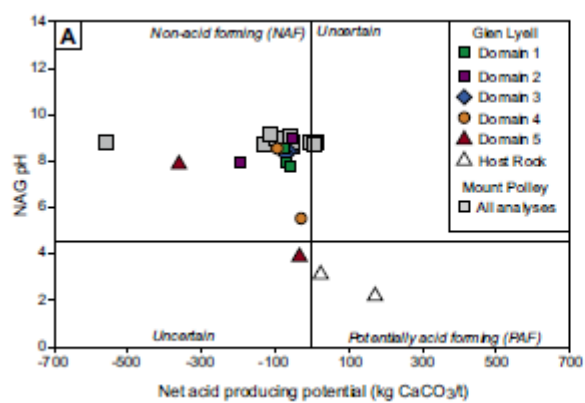 A
Non-acid forming (NAF)
Uncertain
Glen Lyell
Domain 1
Domain 2
Domain 3
Domain 4
Domain 5
Host Rock
Mount Polley
All analyses
14
12
10
8
6
4
2
pH
NAG pH
Uncertain
Potentially acid forming (PAF)
-700
-500
-300
-100
100
300
500
700
Net acid producing potential (kg CaCO3/t)